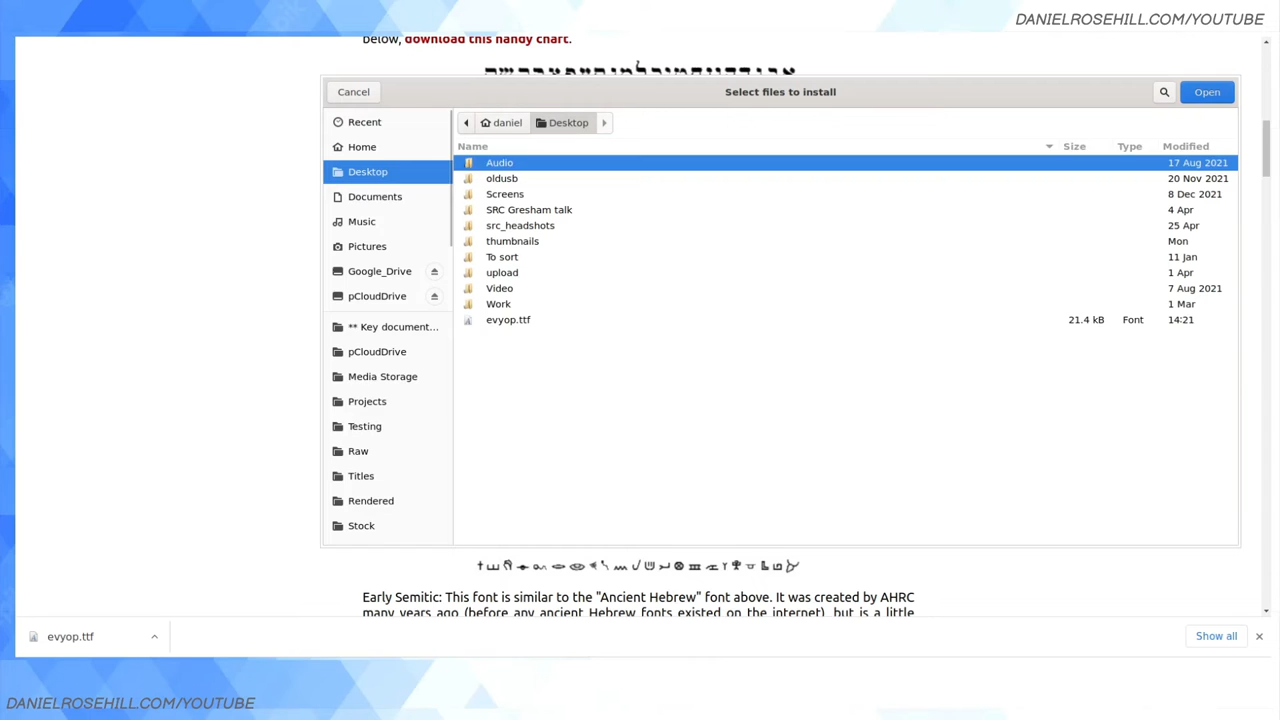 DANIELROSEHILL.COM/YOUTUBE
below, download this handy chart.
Cancel
Select files to install
Open
Recent
Home
Desktop
Documents
Music
Pictures
Google_Drive
pCloudDrive
** Key document...
pCloudDrive
Media Storage
Projects
Testing
Raw
Titles
Rendered
Stock
daniel Desktop
Name Size Type Modified
Audio 17 Aug 2021
oldusb 20 Nov 2021
Screens 8 Dec 2021
SRC Gresham talk 4 Apr
src_headshots 25 Apr
thumbnails Mon
To sort 11 Jan
upload 1 Apr
Video 7 Aug 2021
Work 1 Mar
evyop.ttf 21.4 kB Font 14:21
Early Semitic: This font is similar to the "Ancient Hebrew" font above. It was created by AHRC
many years ago (before any ancient Hebrew fonts existed on the internet), but is a little
evyop.ttf
Show all
DANIELROSEHILL.COM/YOUTUBE